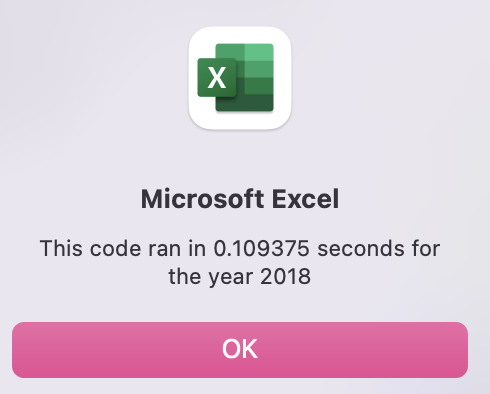 X
Microsoft Excel
This code ran in 0.109375 seconds for
the year 2018
OK